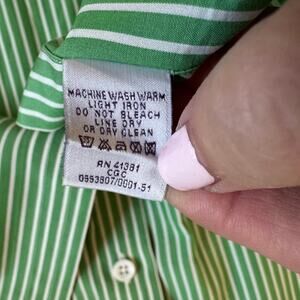 MACHINE WASH WARM
LIGHT IRON
DO NOT BLEACH
LINE DRY
OR DRY CLEAN
RN 41381
CGC
0553807/0001-51